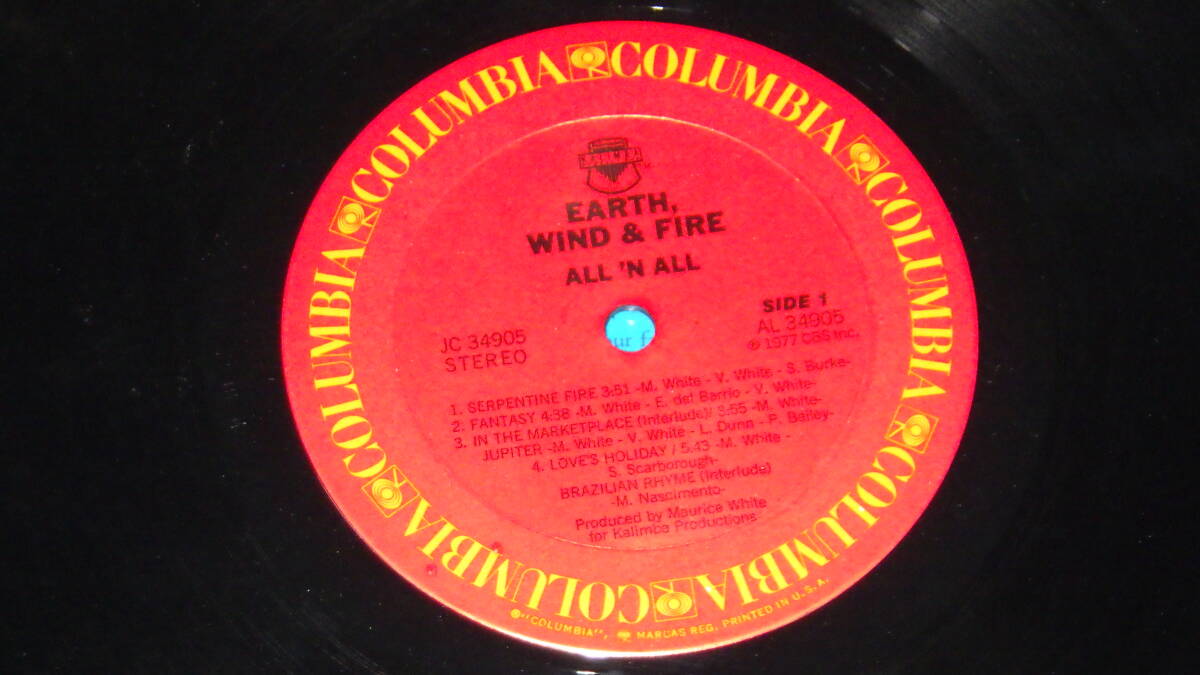 COLUMBIA COLUMBIA COLUMBIA COLUMBIA COLUMBIA COLUMBIA COLUMBIA COLUMBIA
EARTH,
WIND & FIRE
ALL 'N ALL
SIDE 1
JC 34905
AL 34905
STEREO
℗ 1977 CBS Inc.
1. SERPENTINE FIRE 3:51 -M. White - V. White - S. Burke-
2. FANTASY 4:38 -M. White - E. del Barrio - V. White-
3. IN THE MARKETPLACE (Interlude)/ 3:55 -M. White-
JUPITER -M. White - V. White - L. Dunn - P. Bailey-
4. LOVE'S HOLIDAY / 5:43 -M. White -
S. Scarborough-
BRAZILIAN RHYME (Interlude)
-M. Nascimento-
Produced by Maurice White
for Kalimba Productions
®"COLUMBIA", MARCAS REG. PRINTED IN U.S.A.